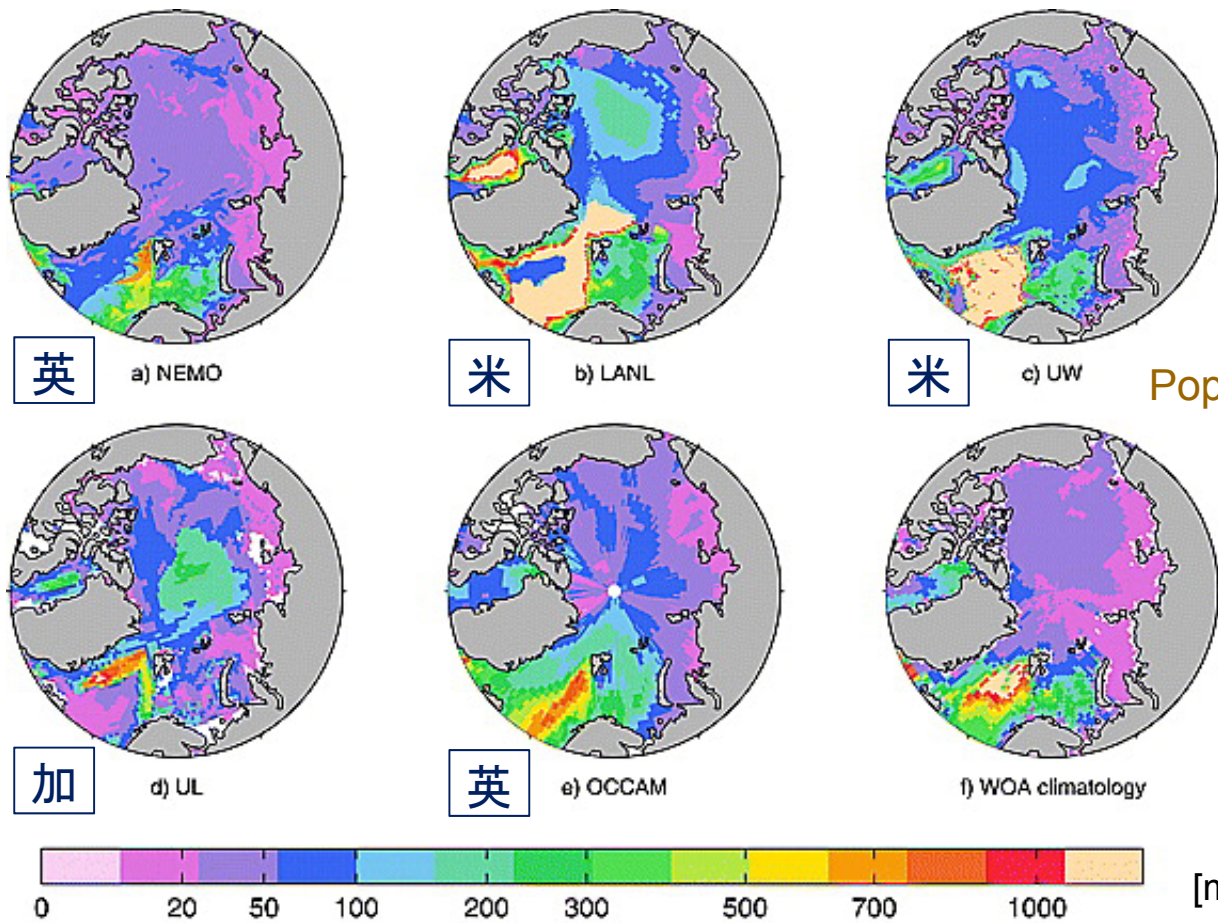 英 a) NEMO 米 b) LANL 米 c) UW Pop
加 d) UL 英 e) OCCAM f) WOA climatology
0 20 50 100 200 300 500 700 1000